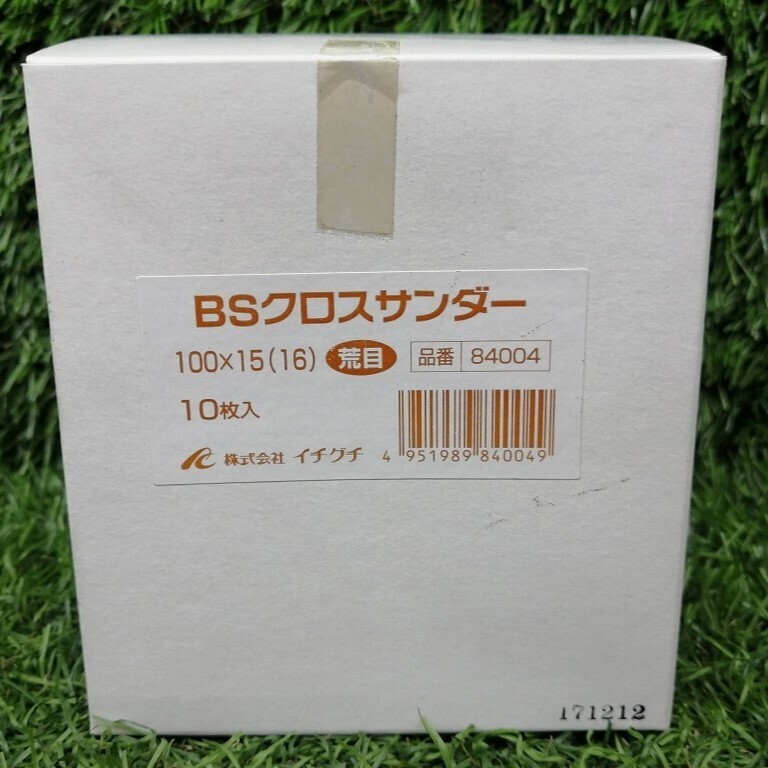 BSクロスサンダー
100×15(16) 荒目 品番 84004
10枚入
株式会社 イチグチ
4 951989 840049
171212